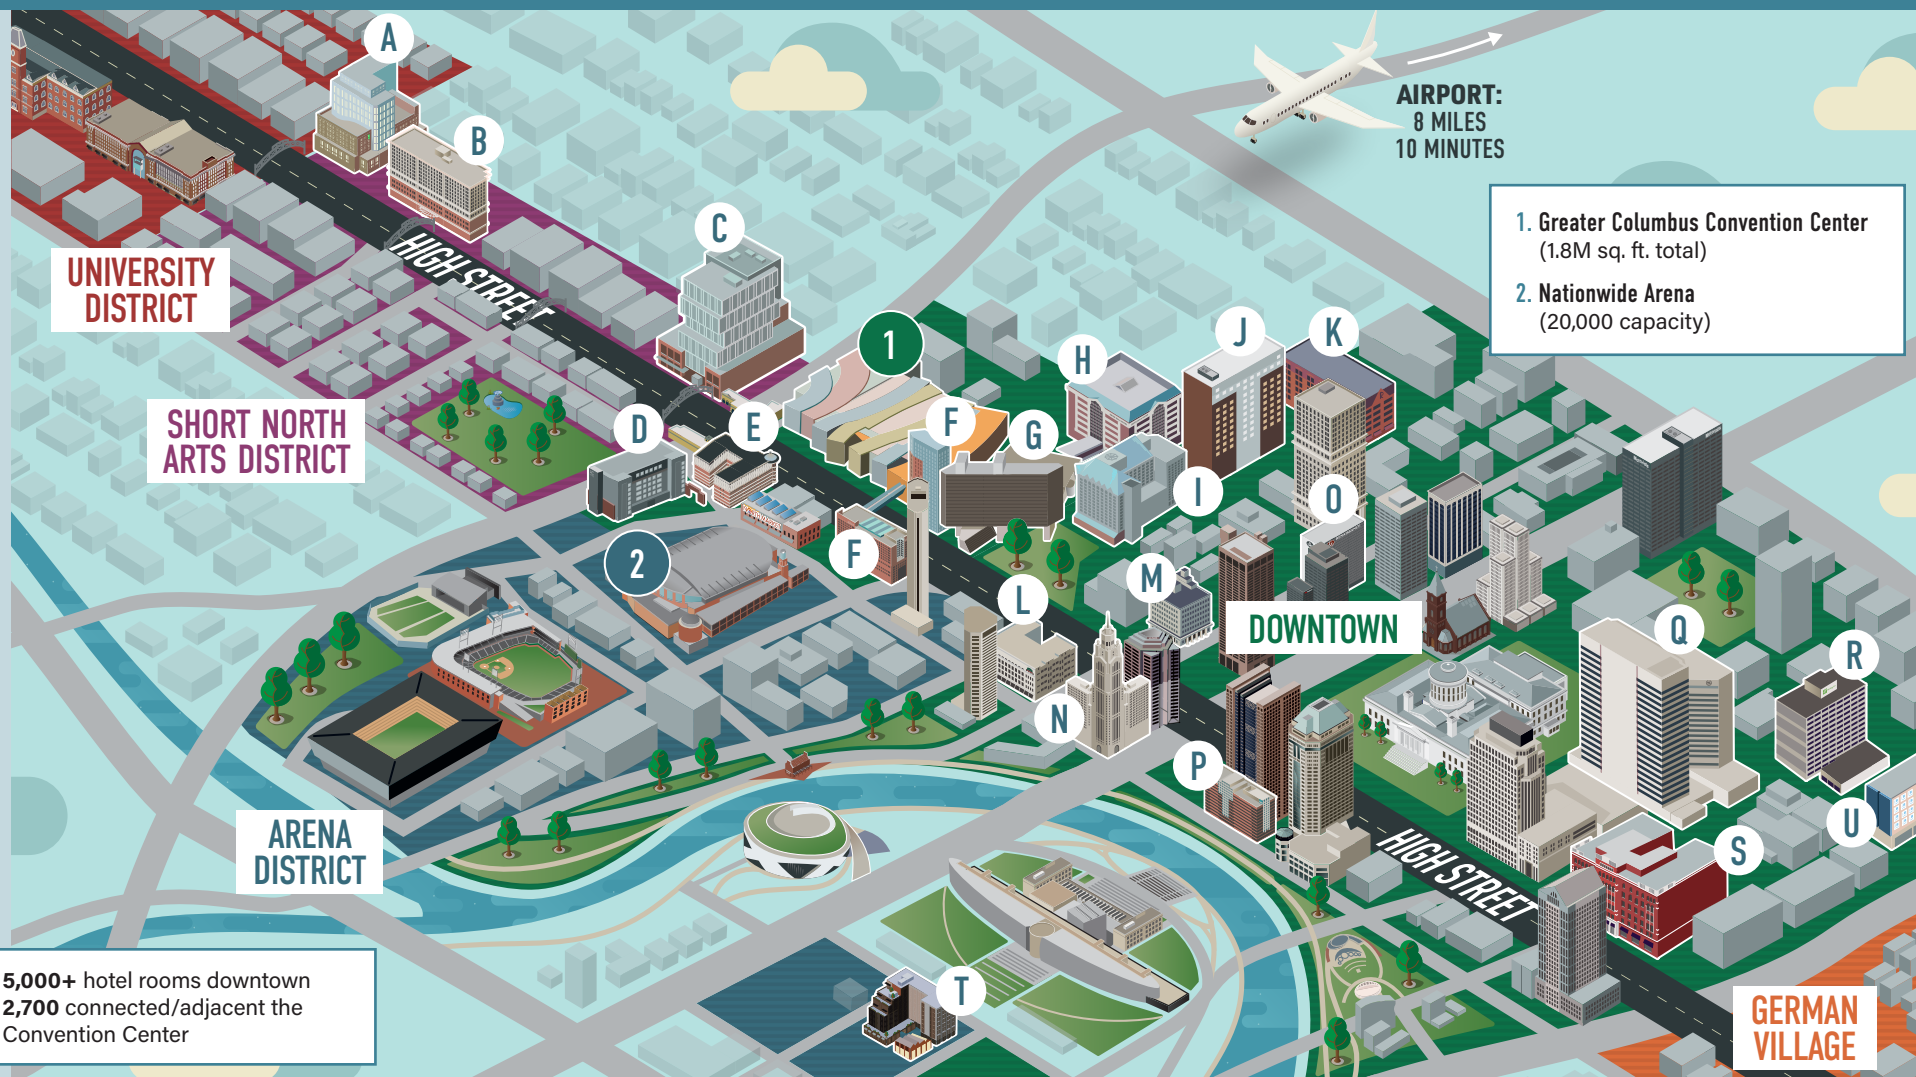 A
B
C
AIRPORT:
8 MILES
10 MINUTES
1. Greater Columbus Convention Center
(1.8M sq. ft. total)
2. Nationwide Arena
(20,000 capacity)
UNIVERSITY
DISTRICT
HIGH STREET
SHORT NORTH
ARTS DISTRICT
1
D
E
F
G
H
J
K
I
O
2
F
L
M
DOWNTOWN
N
P
Q
R
U
S
HIGH STREET
ARENA
DISTRICT
T
5,000+ hotel rooms downtown
2,700 connected/adjacent the
Convention Center
GERMAN
VILLAGE